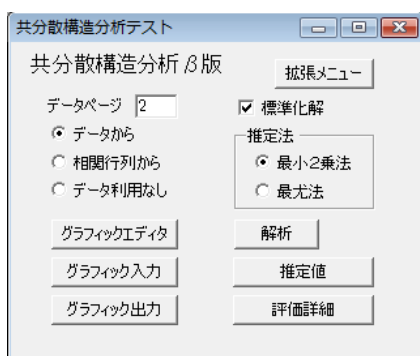 共分散構造分析テスト
共分散構造分析β版
拡張メニュー
データページ 2
標準化解
データから
相関行列から
データ利用なし
推定法
最小2乗法
最尤法
グラフィックエディタ
解析
グラフィック入力
推定値
グラフィック出力
評価詳細